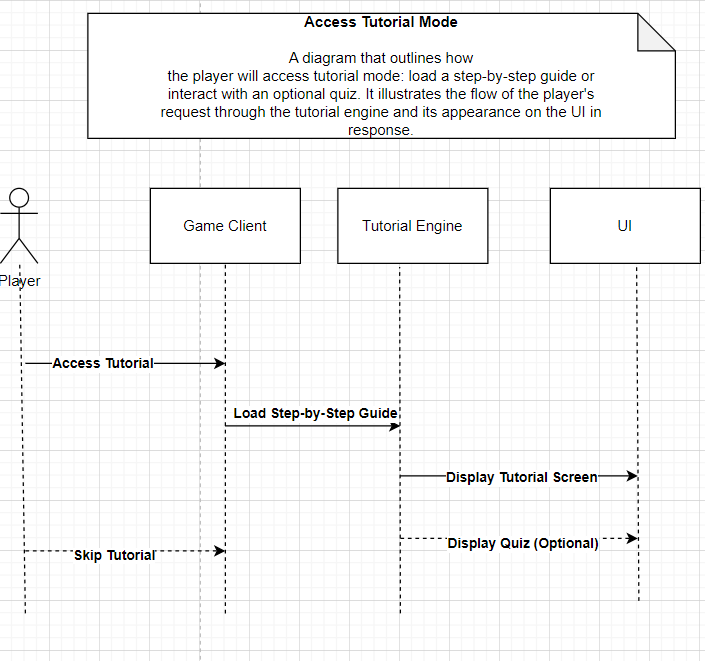 Access Tutorial Mode
A diagram that outlines how
the player will access tutorial mode: load a step-by-step guide or
interact with an optional quiz. It illustrates the flow of the player's
request through the tutorial engine and its appearance on the UI in
response.
Game Client
Tutorial Engine
UI
Player
Access Tutorial
Load Step-by-Step Guide
Display Tutorial Screen
Display Quiz (Optional)
Skip Tutorial